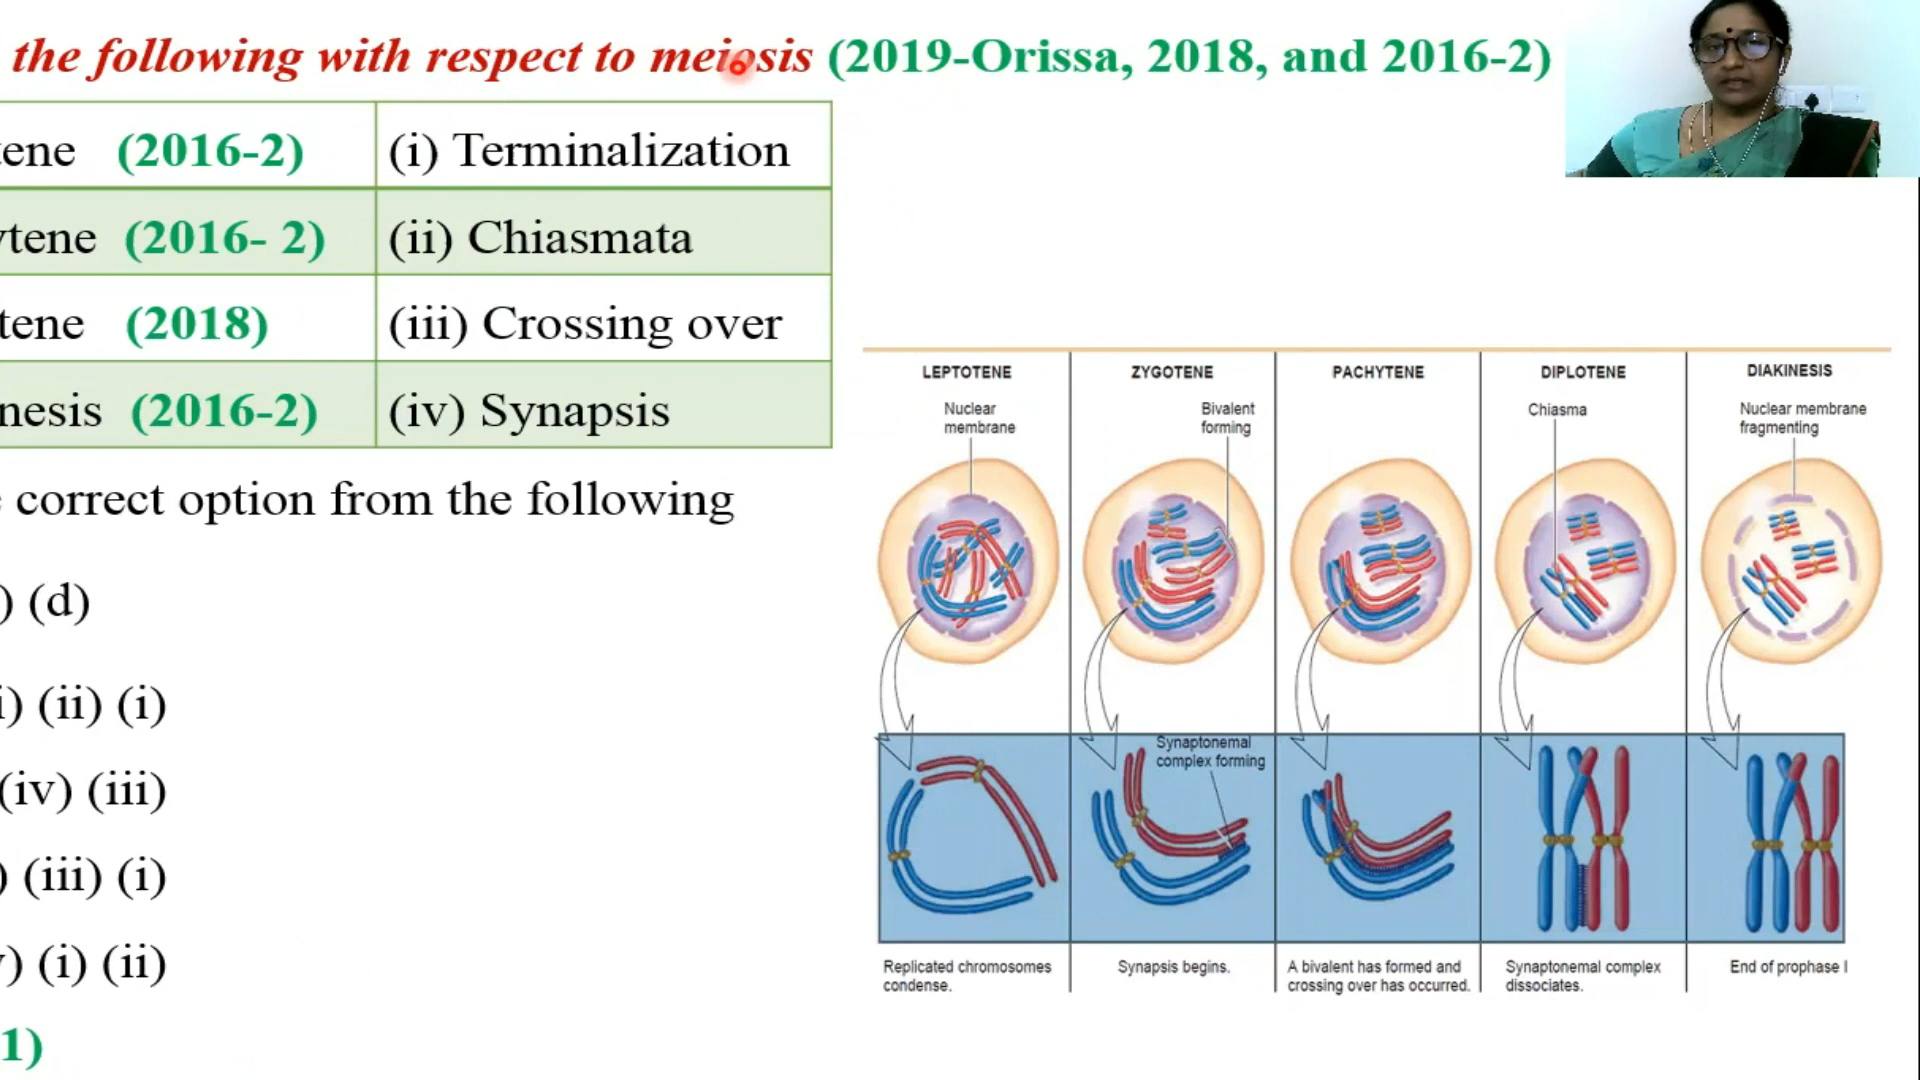 the following with respect to meiosis (2019-Orissa, 2018, and 2016-2)
tene (2016-2) (i) Terminalization
ytene (2016- 2) (ii) Chiasmata
tene (2018) (iii) Crossing over
nesis (2016-2) (iv) Synapsis
correct option from the following
) (d)
i) (ii) (i)
(iv) (iii)
) (iii) (i)
) (i) (ii)
1)
LEPTOTENE ZYGOTENE PACHYTENE DIPLOTENE DIAKINESIS
Nuclear
membrane
Bivalent
forming
Chiasma
Nuclear membrane
fragmenting
Synaptonemal
complex forming
Replicated chromosomes
condense.
Synapsis begins.
A bivalent has formed and
crossing over has occurred.
Synaptonemal complex
dissociates.
End of prophase I